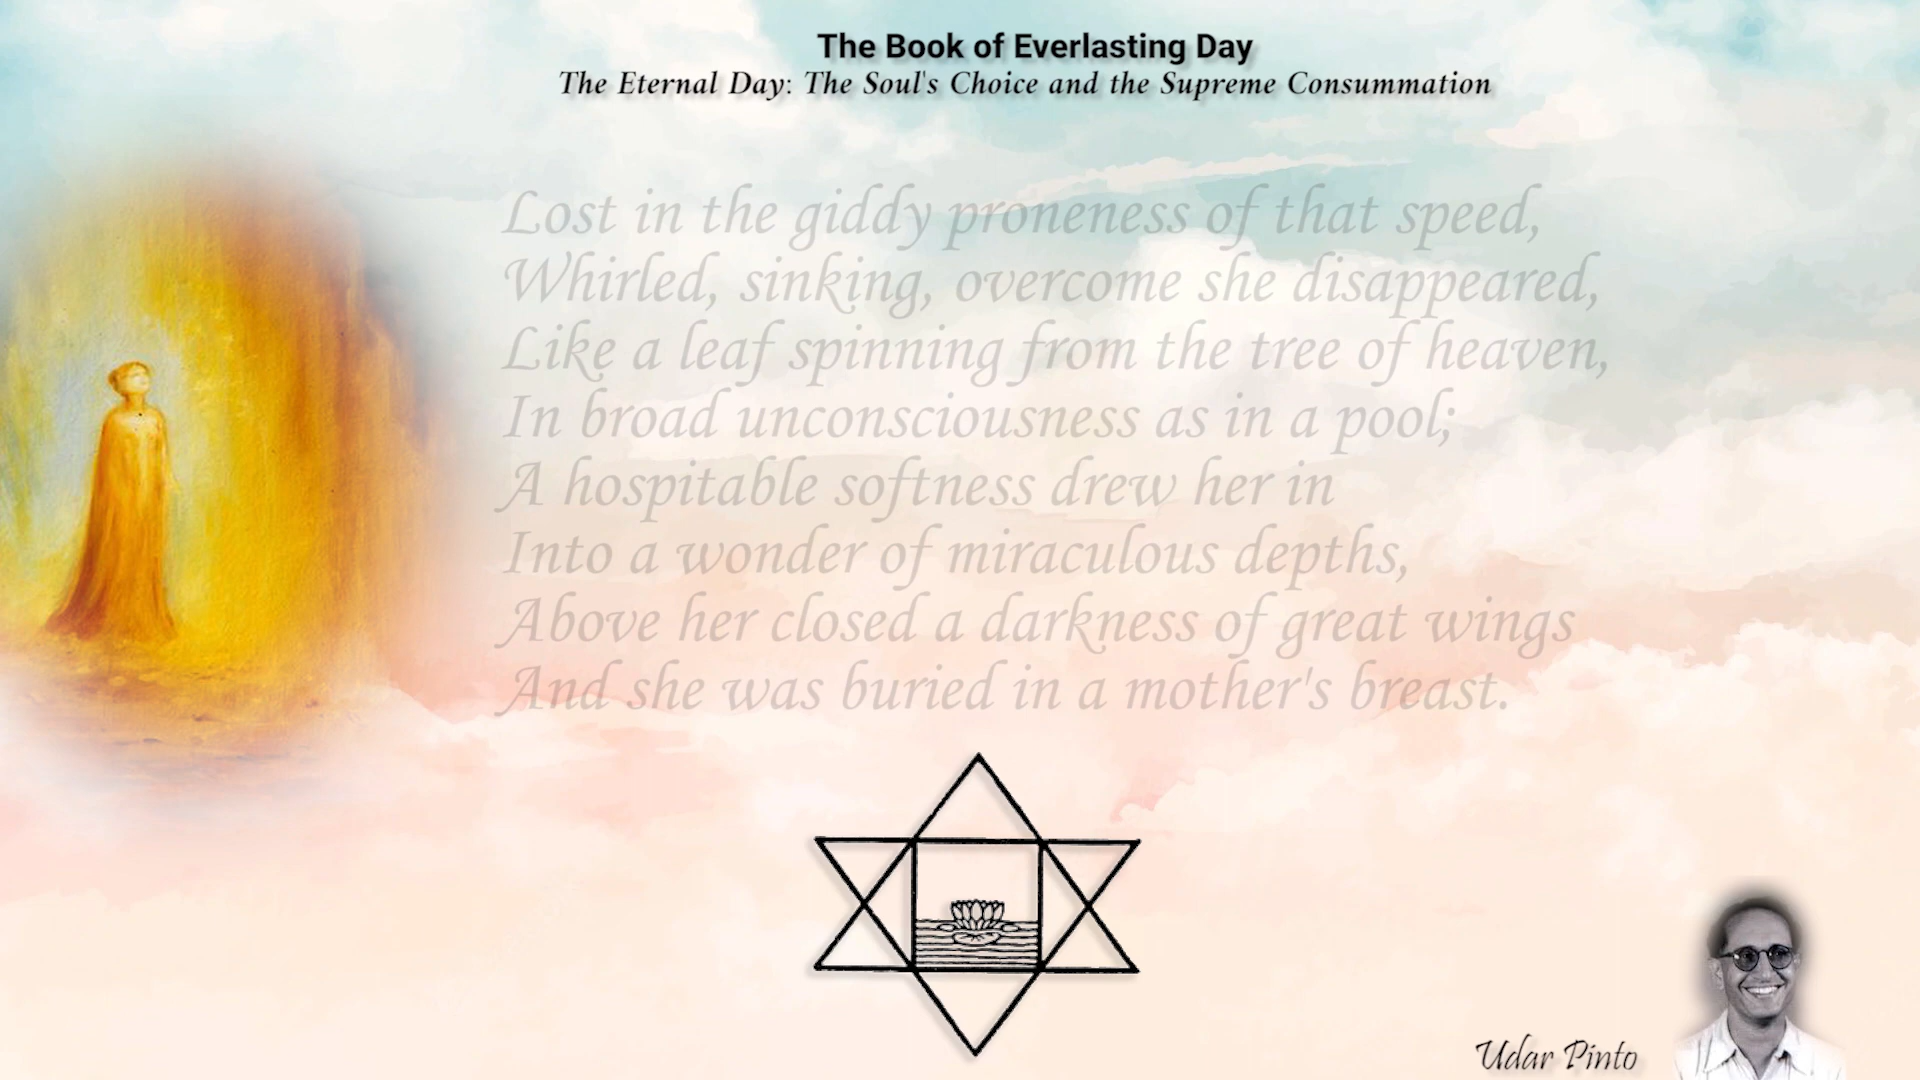 The Book of Everlasting Day
The Eternal Day: The Soul's Choice and the Supreme Consummation
Lost in the giddy proneness of that speed,
Whirled, sinking, overcome she disappeared,
Like a leaf spinning from the tree of heaven,
In broad unconsciousness as in a pool;
A hospitable softness drew her in
Into a wonder of miraculous depths,
Above her closed a darkness of great wings
And she was buried in a mother's breast.
Udar Pinto